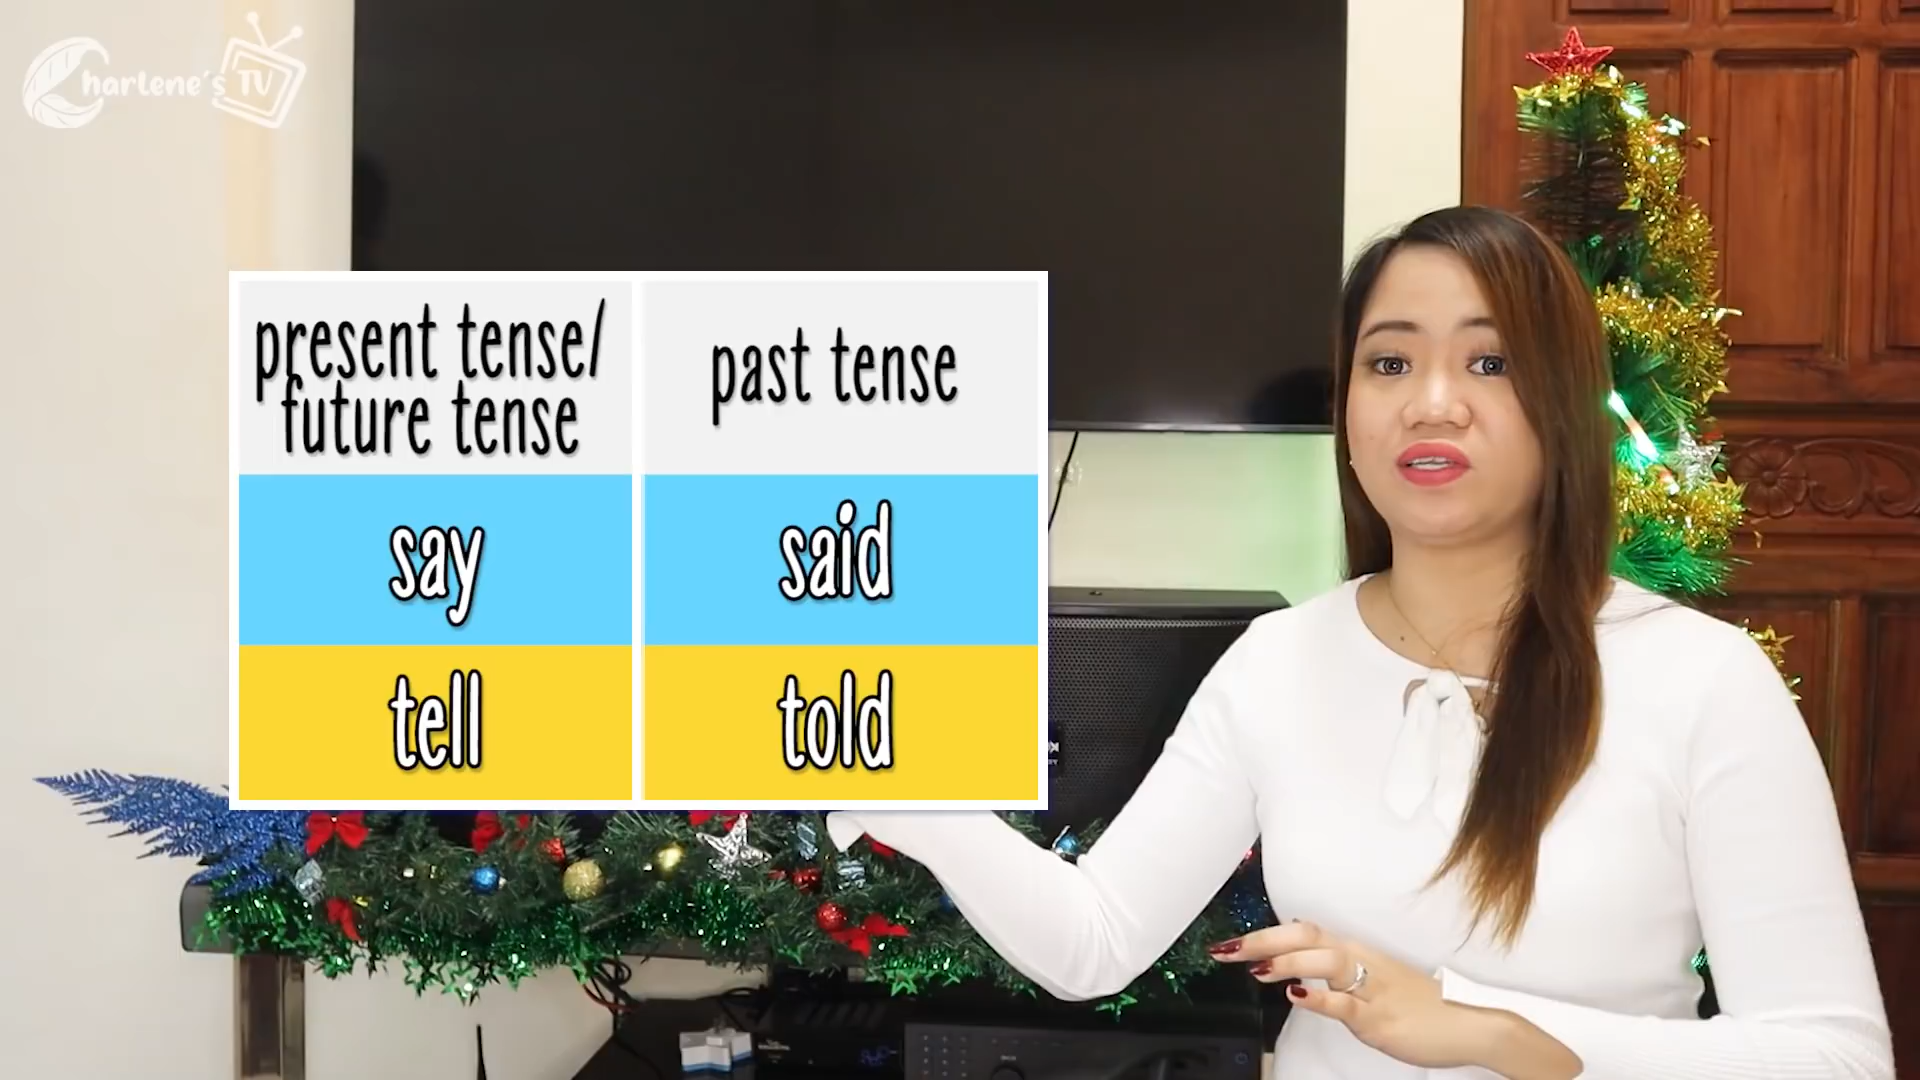 Charlene's TV
present tense/
future tense
past tense
say
said
tell
told